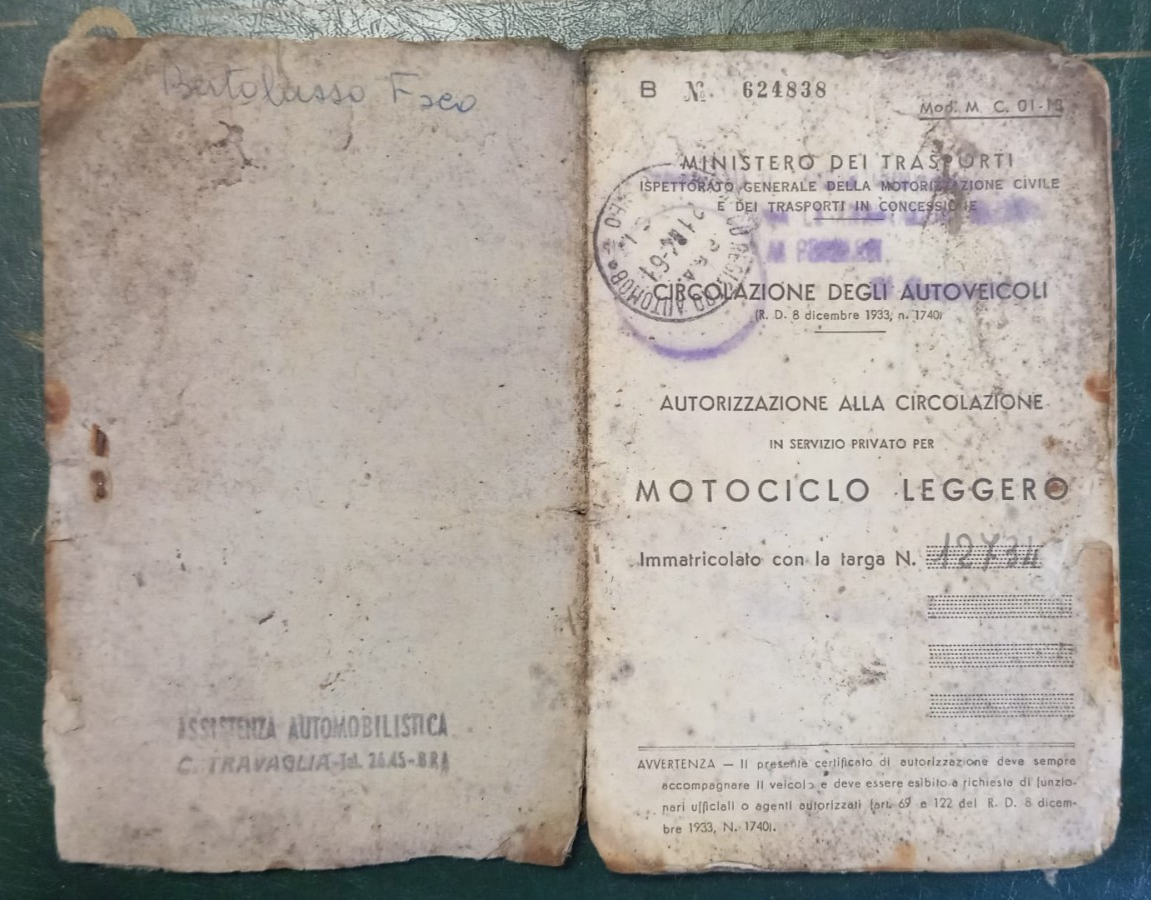 Bertolusso F.sco
ASSISTENZA AUTOMOBILISTICA
C. TRAVAGLIA - Tel. 26.45 - BRA
B № 624838
Mod. M. C. 01-18
MINISTERO DEI TRASPORTI
ISPETTORATO GENERALE DELLA MOTORIZZAZIONE CIVILE
E DEI TRASPORTI IN CONCESSIONE
CIRCOLAZIONE DEGLI AUTOVEICOLI
(R. D. 8 dicembre 1933, n. 1740)
AUTORIZZAZIONE ALLA CIRCOLAZIONE
IN SERVIZIO PRIVATO PER
MOTOCICLO LEGGERO
Immatricolato con la targa N.
AVVERTENZA — Il presente certificato di autorizzazione deve sempre
accompagnare il veicolo e deve essere esibito a richiesta di funzio-
nari ufficiali o agenti autorizzati (art. 69 e 122 del R. D. 8 dicem-
bre 1933, N. 1740).